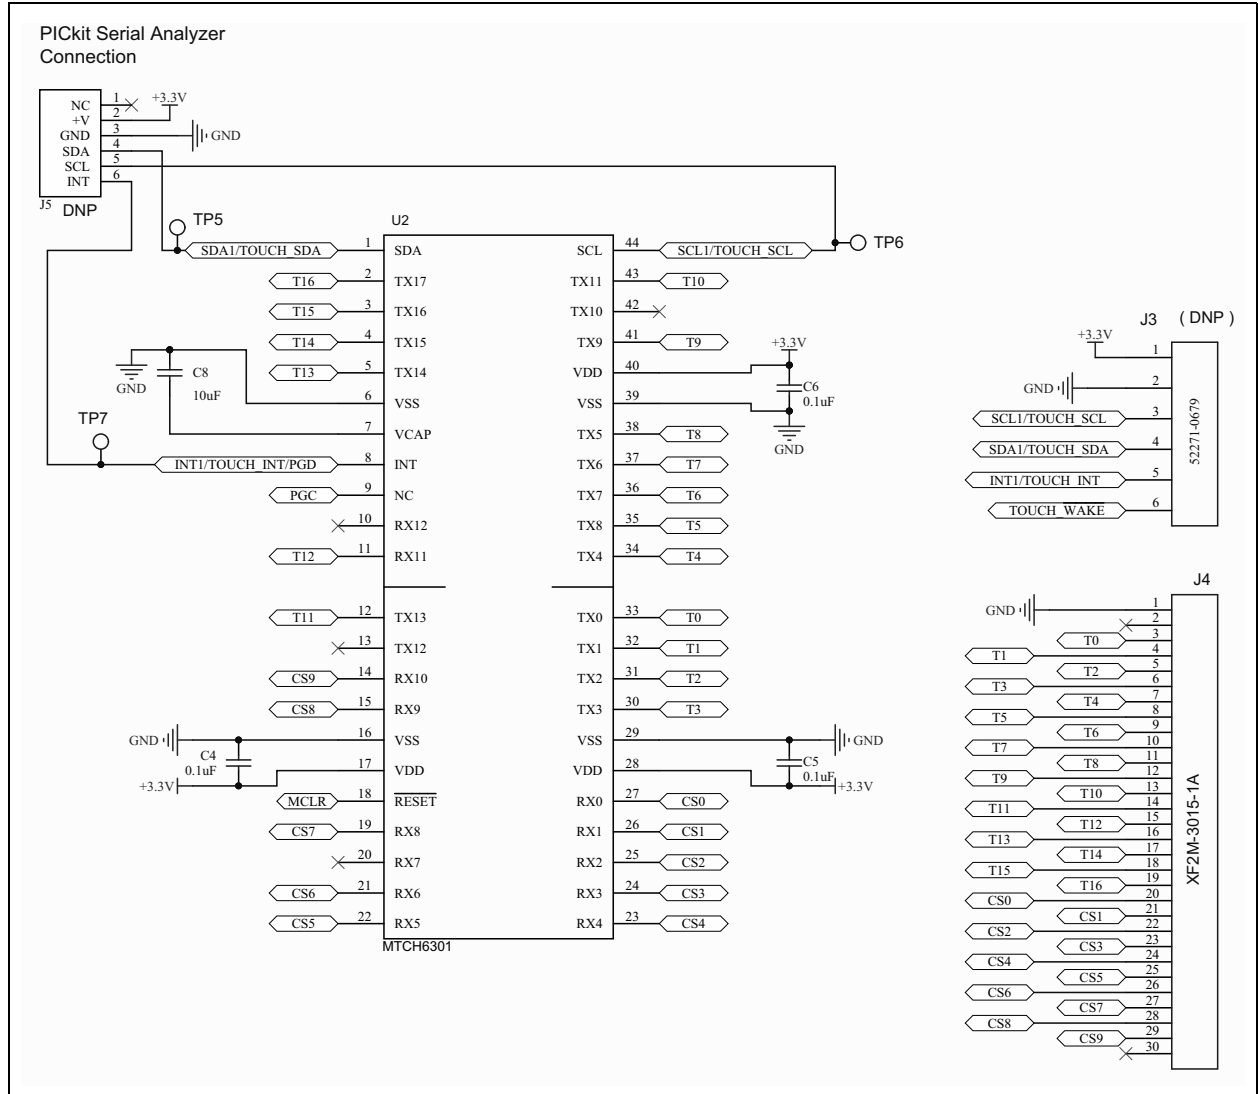 PICkit Serial Analyzer
Connection
NC 1 +3.3V
+V 2
GND 3 GND
SDA 4
SCL 5
INT 6
J5 DNP
TP5
TP6
TP7
U2
SDA1/TOUCH_SDA 1 SDA
T16 2 TX17
T15 3 TX16
T14 4 TX15
T13 5 TX14
6 VSS
7 VCAP
INT1/TOUCH_INT/PGD 8 INT
PGC 9 NC
10 RX12
T12 11 RX11
T11 12 TX13
13 TX12
CS9 14 RX10
CS8 15 RX9
GND 16 VSS
+3.3V 17 VDD
MCLR 18 RESET
CS7 19 RX8
20 RX7
CS6 21 RX6
CS5 22 RX5
GND
C8
10uF
C4
0.1uF
SCL 44 SCL1/TOUCH_SCL
TX11 43 T10
TX10 42
TX9 41 T9
VDD 40 +3.3V
VSS 39
C6
0.1uF
GND
TX5 38 T8
TX6 37 T7
TX7 36 T6
TX8 35 T5
TX4 34 T4
TX0 33 T0
TX1 32 T1
TX2 31 T2
TX3 30 T3
VSS 29 GND
C5
0.1uF
VDD 28 +3.3V
RX0 27 CS0
RX1 26 CS1
RX2 25 CS2
RX3 24 CS3
RX4 23 CS4
MTCH6301
J3 ( DNP )
+3.3V 1
GND 2
SCL1/TOUCH_SCL 3
SDA1/TOUCH_SDA 4
INT1/TOUCH_INT 5
TOUCH_WAKE 6
52271-0679
J4
GND 1
2
T0 3
T1 4
T2 5
T3 6
T4 7
T5 8
T6 9
T7 10
T8 11
T9 12
T10 13
T11 14
T12 15
T13 16
T14 17
T15 18
T16 19
CS0 20
CS1 21
CS2 22
CS3 23
CS4 24
CS5 25
CS6 26
CS7 27
CS8 28
CS9 29
30
XF2M-3015-1A